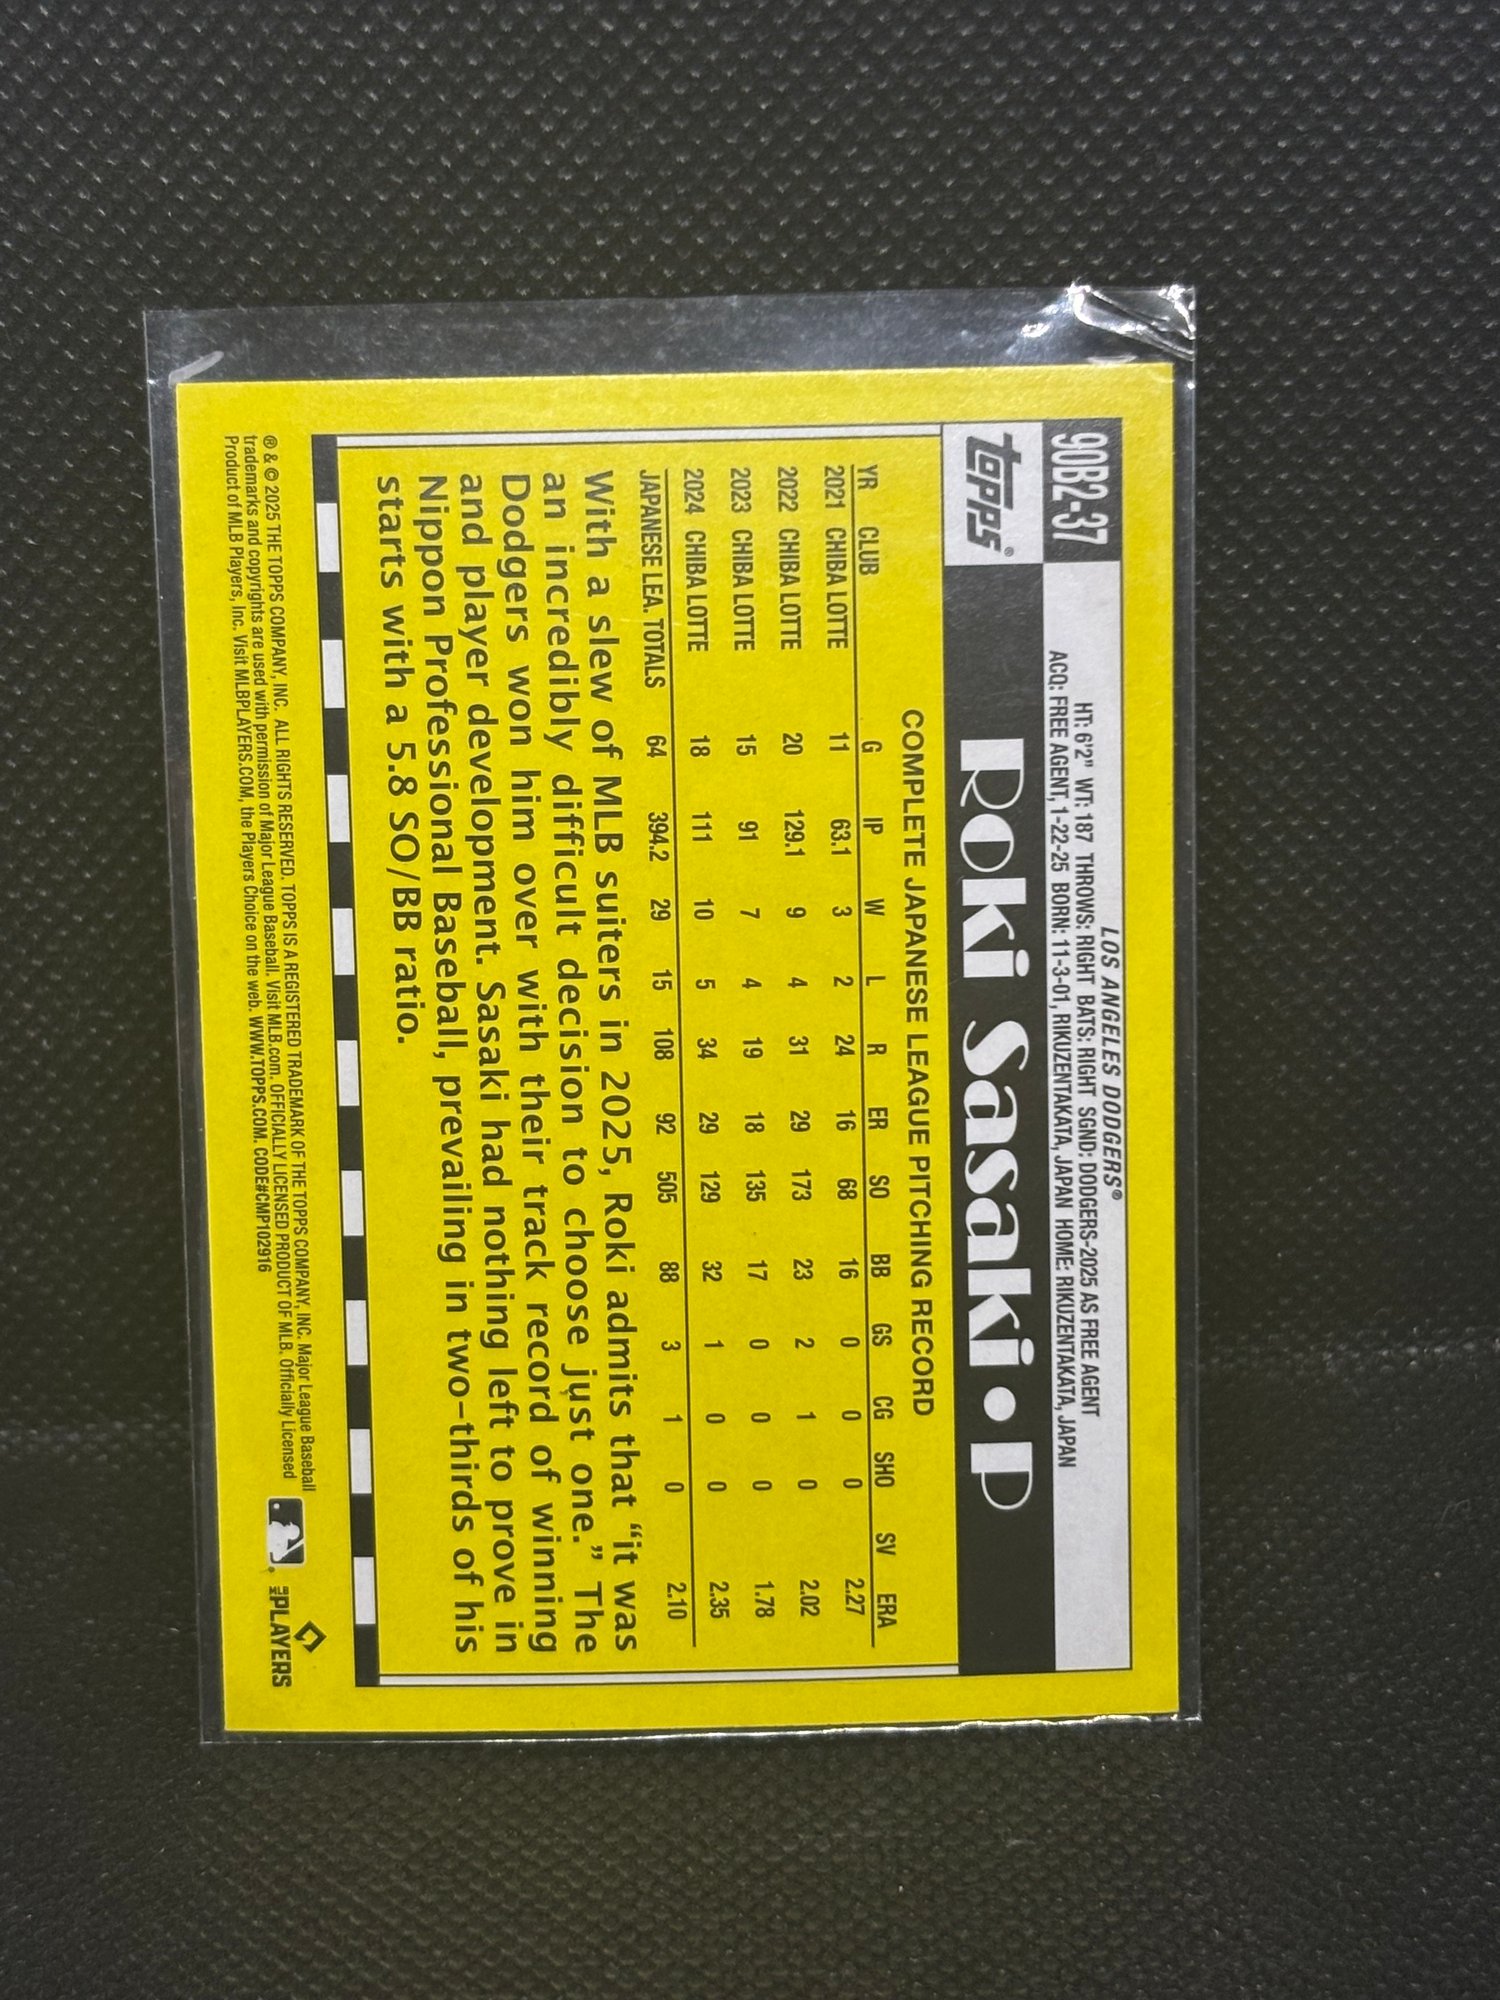 90B2-37
LOS ANGELES DODGERS®
HT: 6'2" WT: 187 THROWS: RIGHT BATS: RIGHT SGND: DODGERS-2025 AS FREE AGENT
ACQ: FREE AGENT, 1-22-25 BORN: 11-3-01, RIKUZENTAKATA, JAPAN HOME: RIKUZENTAKATA, JAPAN
topps®
Roki Sasaki • P
COMPLETE JAPANESE LEAGUE PITCHING RECORD
YR CLUB G IP W L R ER SO BB GS CG SHO SV ERA
2021 CHIBA LOTTE 11 63.1 3 2 24 16 68 16 0 0 0 2.27
2022 CHIBA LOTTE 20 129.1 9 4 31 29 173 23 2 1 0 2.02
2023 CHIBA LOTTE 15 91 7 4 19 18 135 17 0 0 0 1.78
2024 CHIBA LOTTE 18 111 10 5 34 29 129 32 1 0 0 2.35
JAPANESE LEA. TOTALS 64 394.2 29 15 108 92 505 88 3 1 0 2.10
With a slew of MLB suiters in 2025, Roki admits that "it was
an incredibly difficult decision to choose just one." The
Dodgers won him over with their track record of winning
and player development. Sasaki had nothing left to prove in
Nippon Professional Baseball, prevailing in two-thirds of his
starts with a 5.8 SO/BB ratio.
® & © 2025 THE TOPPS COMPANY, INC. ALL RIGHTS RESERVED. TOPPS IS A REGISTERED TRADEMARK OF THE TOPPS COMPANY, INC. Major League Baseball
trademarks and copyrights are used with permission of Major League Baseball. Visit MLB.com. OFFICIALLY LICENSED PRODUCT OF MLB. Officially Licensed
Product of MLB Players, Inc. Visit MLBPLAYERS.COM, the Players Choice on the web. WWW.TOPPS.COM. CODE#CMP102916
MLB PLAYERS